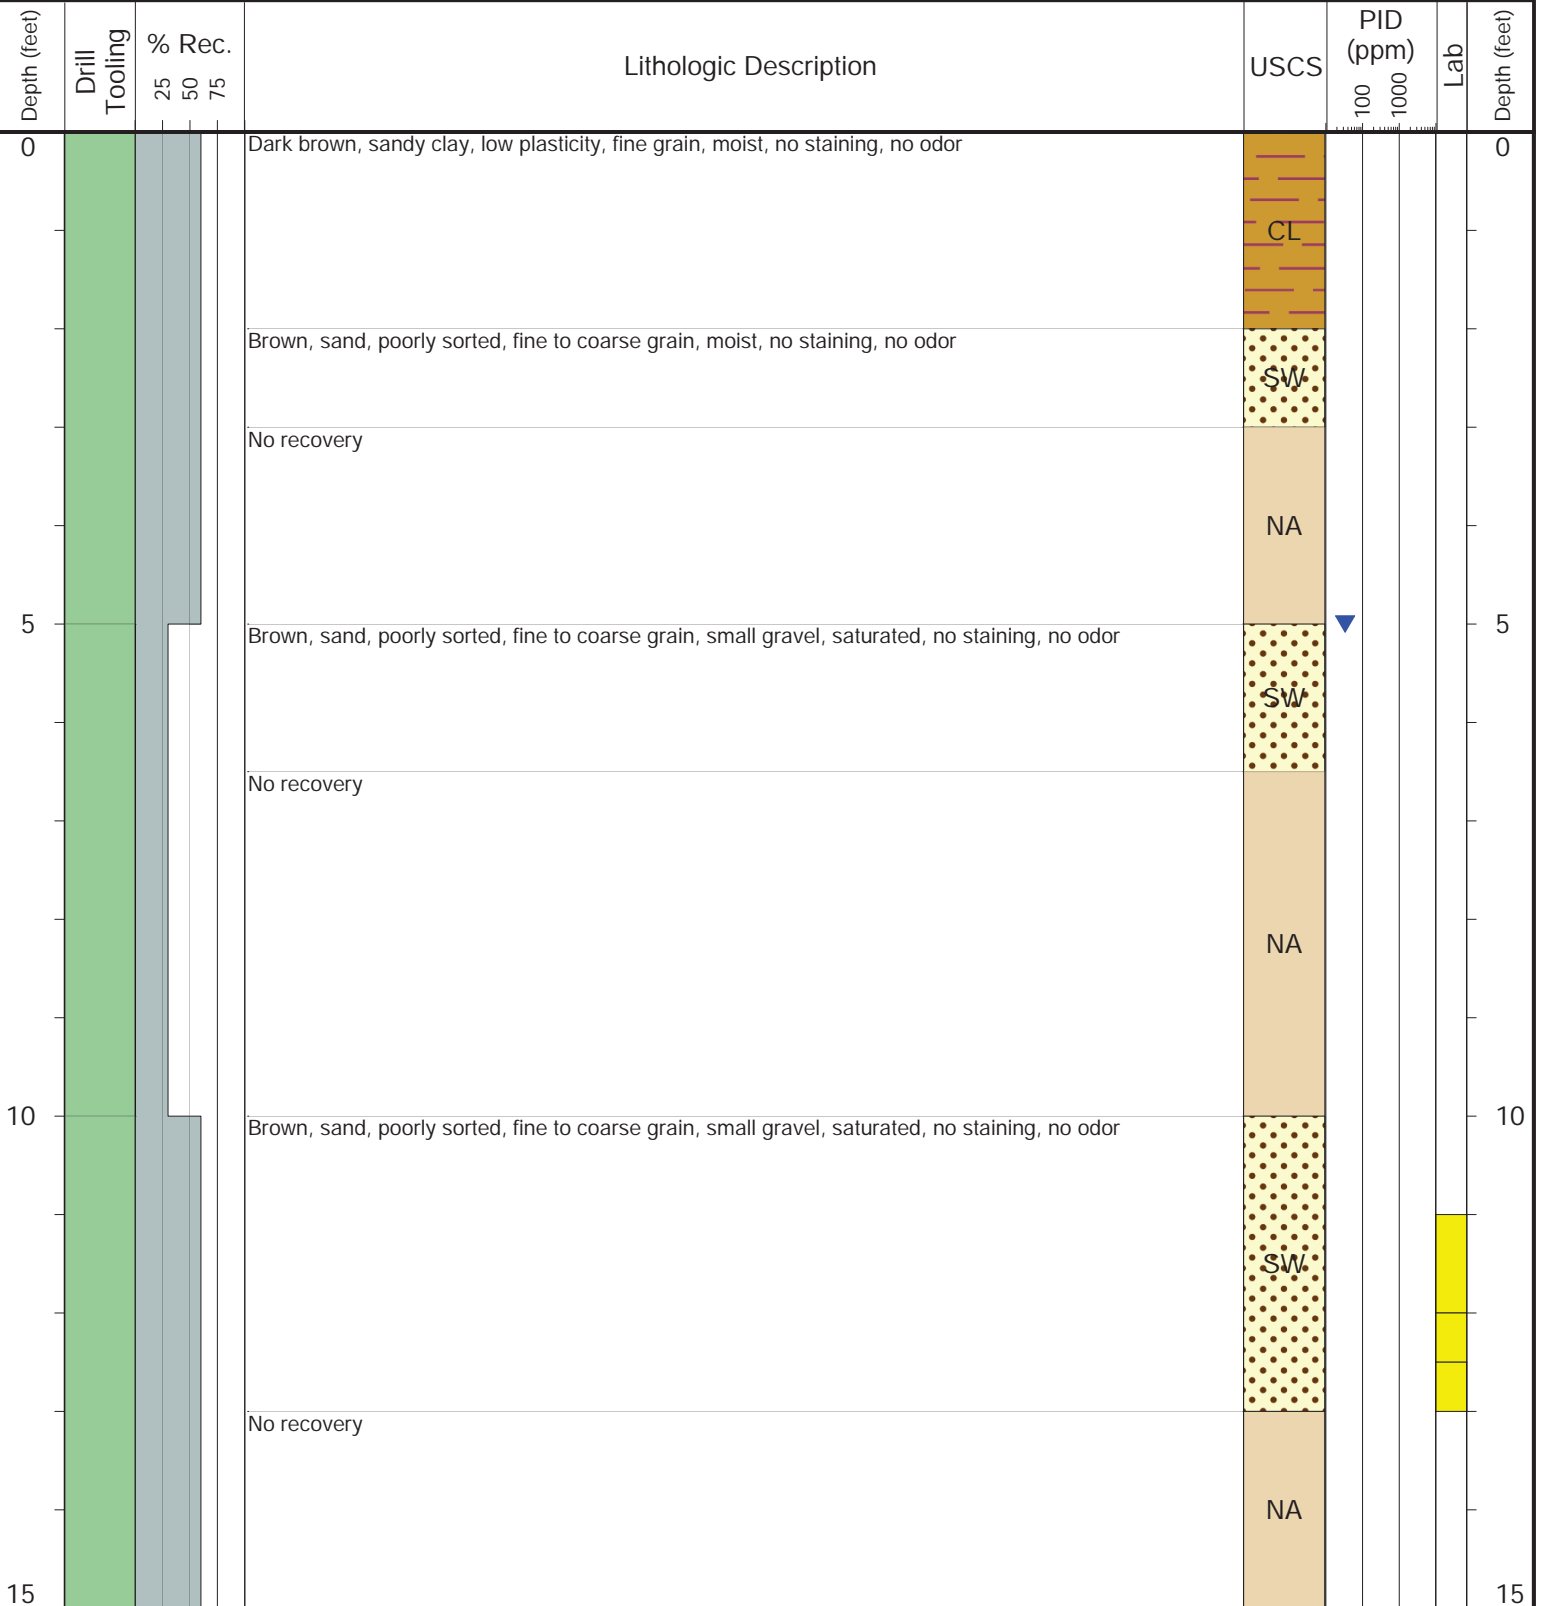 Depth (feet)
Drill
Tooling
% Rec.
25
50
75
Lithologic Description
USCS
PID
(ppm)
100
1000
Lab
Depth (feet)
0
Dark brown, sandy clay, low plasticity, fine grain, moist, no staining, no odor
0
CL
Brown, sand, poorly sorted, fine to coarse grain, moist, no staining, no odor
SW
No recovery
NA
5
Brown, sand, poorly sorted, fine to coarse grain, small gravel, saturated, no staining, no odor
5
SW
No recovery
NA
10
Brown, sand, poorly sorted, fine to coarse grain, small gravel, saturated, no staining, no odor
10
SW
No recovery
NA
15
15